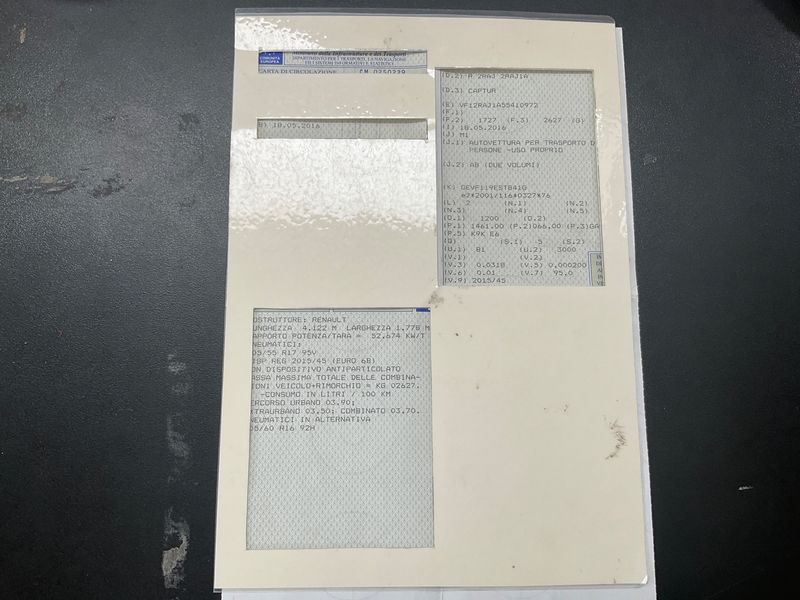 COMUNITÀ
EUROPEA
Ministero delle Infrastrutture e dei Trasporti
DIPARTIMENTO PER I TRASPORTI, LA NAVIGAZIONE
ED I SISTEMI INFORMATIVI E STATISTICI
CARTA DI CIRCOLAZIONE
B) 18.05.2016
(D.2) R 2RAJ 2RAJ1A
(D.3) CAPTUR
(E) VF12RAJ1A55410972
(F.1)
(F.2) 1727 (F.3) 2627 (G)
(I) 18.05.2016
(J) M1
(J.1) AUTOVETTURA PER TRASPORTO D
PERSONE -USO PROPRIO
(J.2) AB (DUE VOLUMI)
(K) OEVF119EST841G
e2*2001/116*0327*76
(L) 2 (N.1) (N.2)
(N.3) (N.4) (N.5)
(O.1) 1200 (O.2)
(P.1) 1461.00 (P.2)066.00 (P.3)GA
(P.5) K9K E6
(Q) (S.1) 5 (S.2)
(U.1) 81 (U.2) 3000
(V.1) (V.2)
(V.3) 0.0318 (V.5) 0,000200
(V.6) 0.01 (V.7) 95,0
(V.9) 2015/45
OSTRUTTORE: RENAULT
UNGHEZZA 4.122 M LARGHEZZA 1.778 M
APPORTO POTENZA/TARA = 52,674 KW/T
NEUMATICI:
05/55 R17 95V
ISP REG 2015/45 (EURO 6B)
ON DISPOSITIVO ANTIPARTICOLATO
ASSA MASSIMA TOTALE DELLE COMBINA-
IONI VEICOLO+RIMORCHIO = KG 02627.
-CONSUMO IN LITRI / 100 KM
ERCORSO URBANO 03.90;
XTRAURBANO 03.50; COMBINATO 03.70.
NEUMATICI IN ALTERNATIVA
05/60 R16 92H